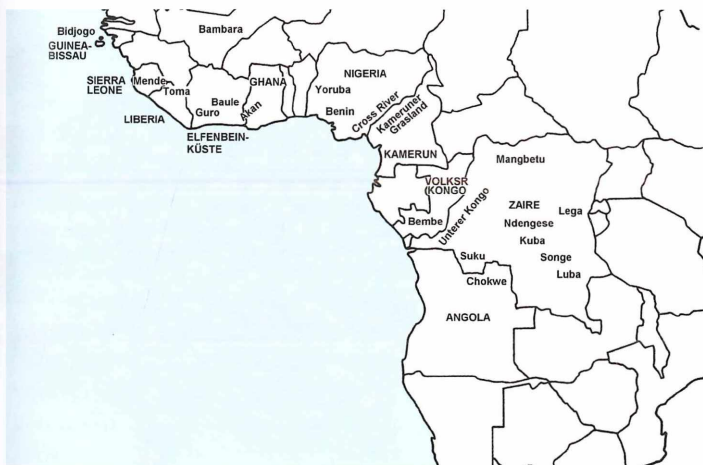 Bidjogo
GUINEA-
BISSAU
Bambara
SIERRA
LEONE
Mende
Toma
LIBERIA
Guro
Baule
Akan
GHANA
ELFENBEIN-
KÜSTE
NIGERIA
Yoruba
Benin
Cross River
Kameruner
Grasland
KAMERUN
VOLKSR
(KONGO
Bembe
Unterer Kongo
Mangbetu
ZAIRE
Lega
Ndengese
Kuba
Songe
Luba
Suku
Chokwe
ANGOLA